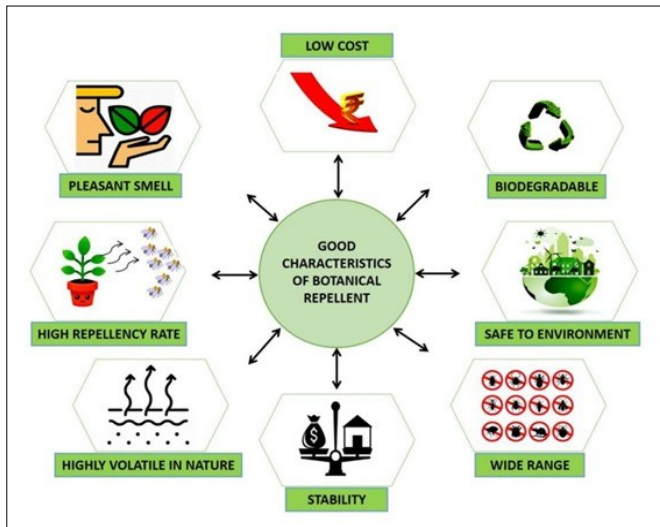 LOW COST
PLEASANT SMELL
BIODEGRADABLE
GOOD
CHARACTERISTICS
OF BOTANICAL
REPELLENT
HIGH REPELLENCY RATE
SAFE TO ENVIRONMENT
HIGHLY VOLATILE IN NATURE
WIDE RANGE
STABILITY
₹
$